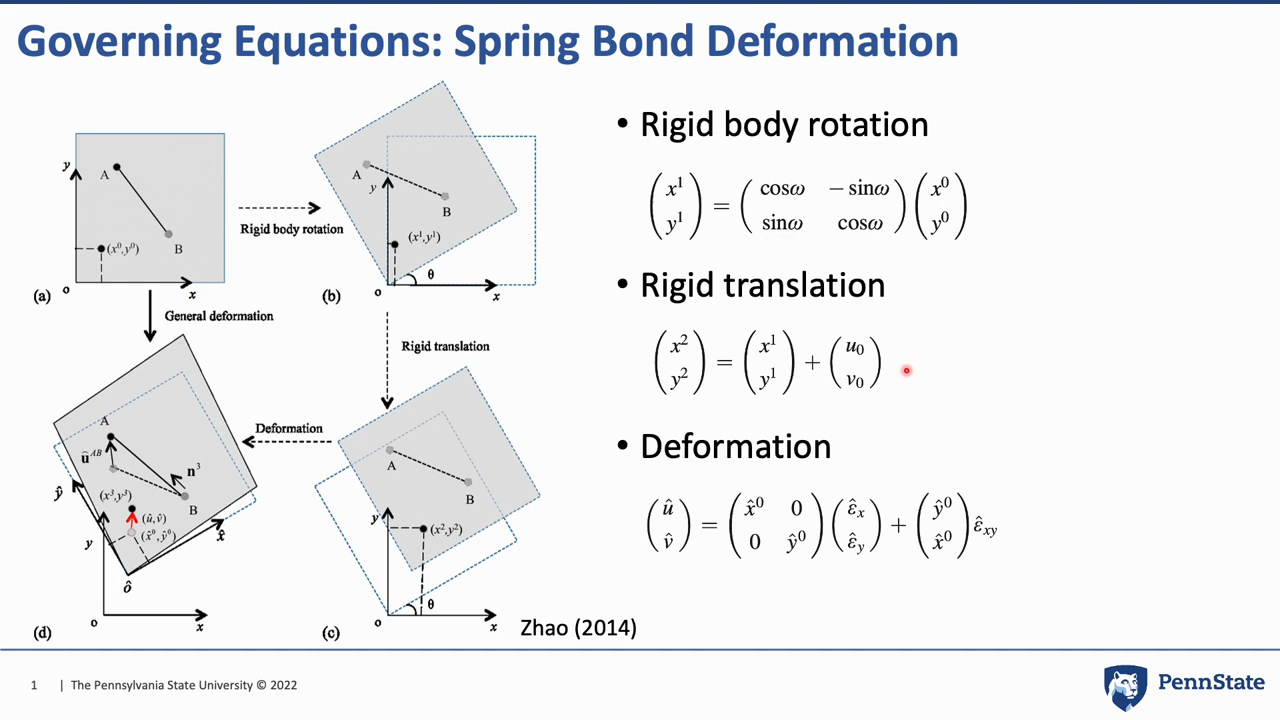 Governing Equations: Spring Bond Deformation
y
A
B
(x⁰,y⁰)
o
x
(a)
Rigid body rotation
A
y
B
(x¹,y¹)
θ
o
x
(b)
General deformation
Rigid translation
A
B
y
(x²,y²)
θ
o
x
(c)
Deformation
A
û^AB
n³
B
ŷ
(x³,y³)
(û,v̂)
(x̂⁰,ŷ⁰)
x̂
y
ô
o
x
(d)
Zhao (2014)
• Rigid body rotation
(x¹ y¹) = (cosω −sinω sinω cosω)(x⁰ y⁰)
• Rigid translation
(x² y²) = (x¹ y¹) + (u₀ v₀)
• Deformation
(û v̂) = (x̂⁰ 0 0 ŷ⁰)(ε̂ₓ ε̂_y) + (ŷ⁰ x̂⁰)ε̂_xy
1 | The Pennsylvania State University © 2022
PennState